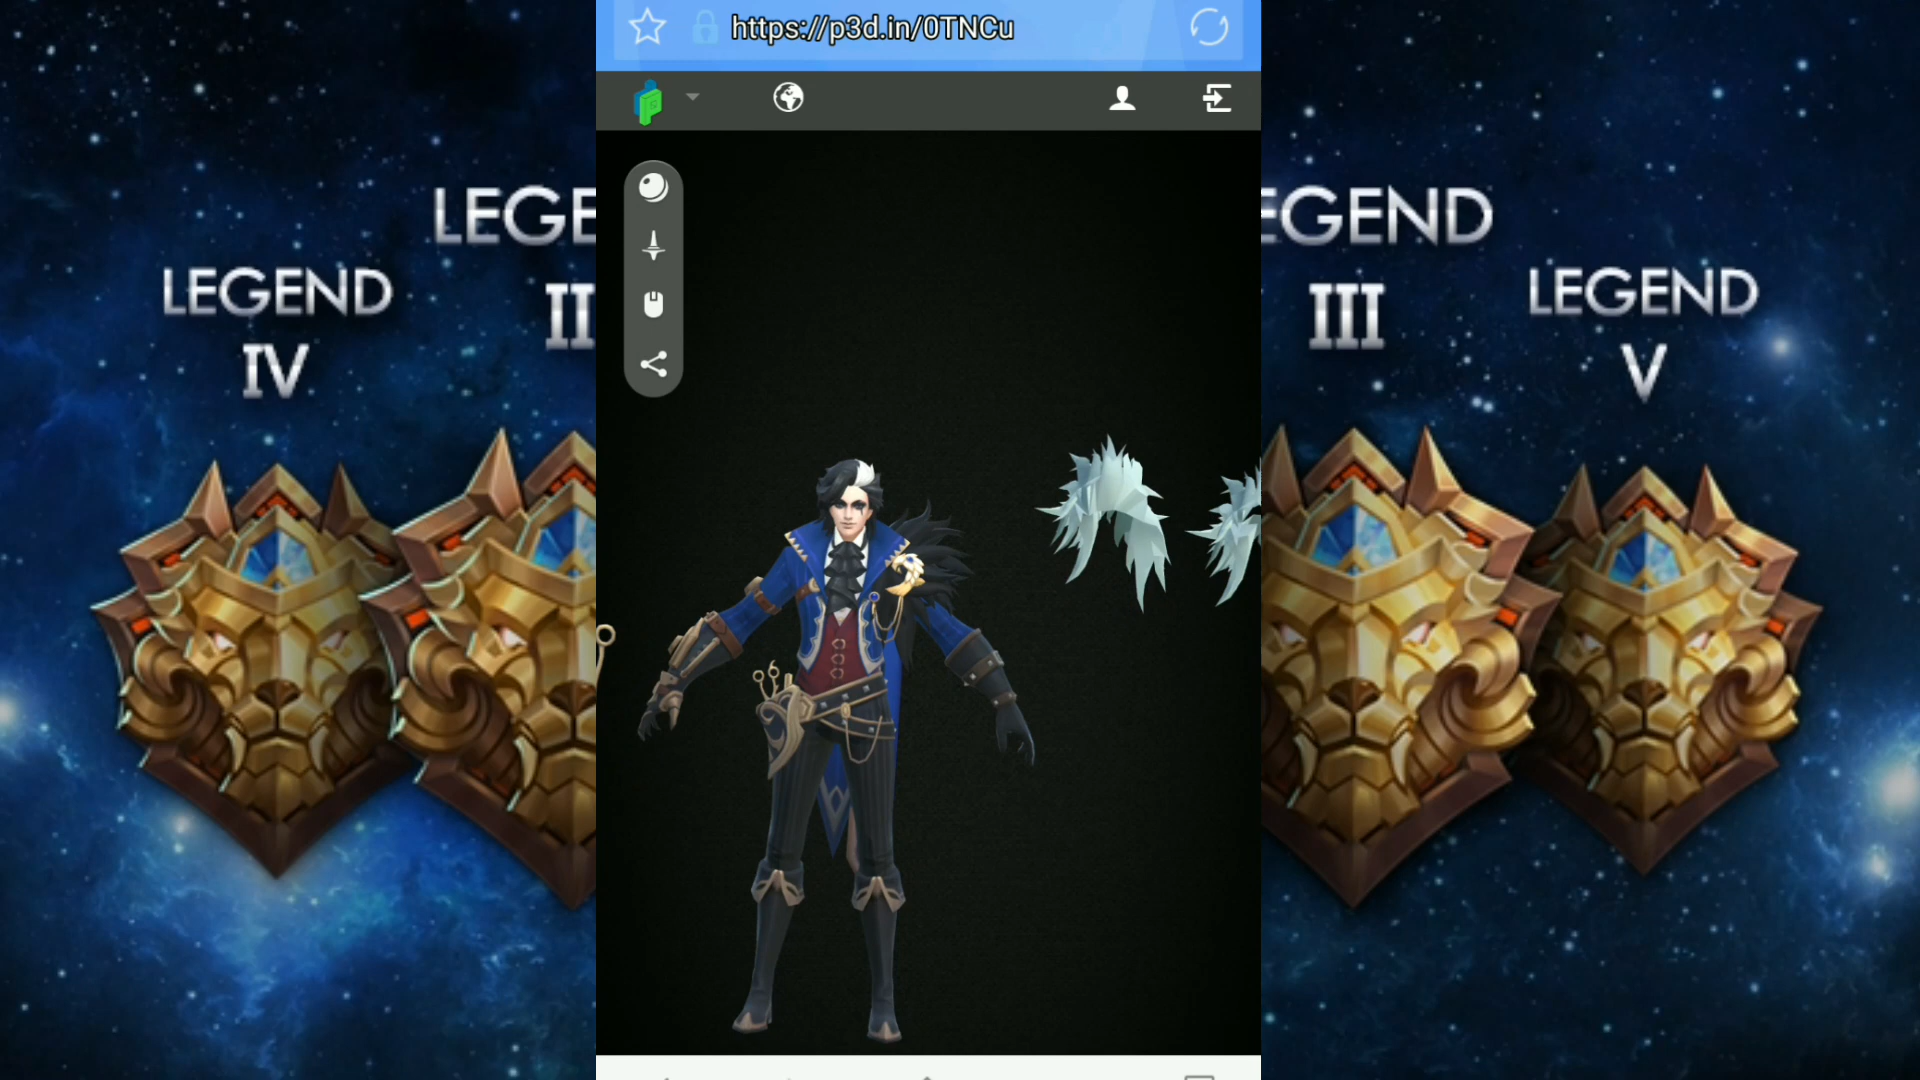 https://p3d.in/0TNCu
LEGE
EGEND
LEGEND
LEGEND
II
III
IV
V